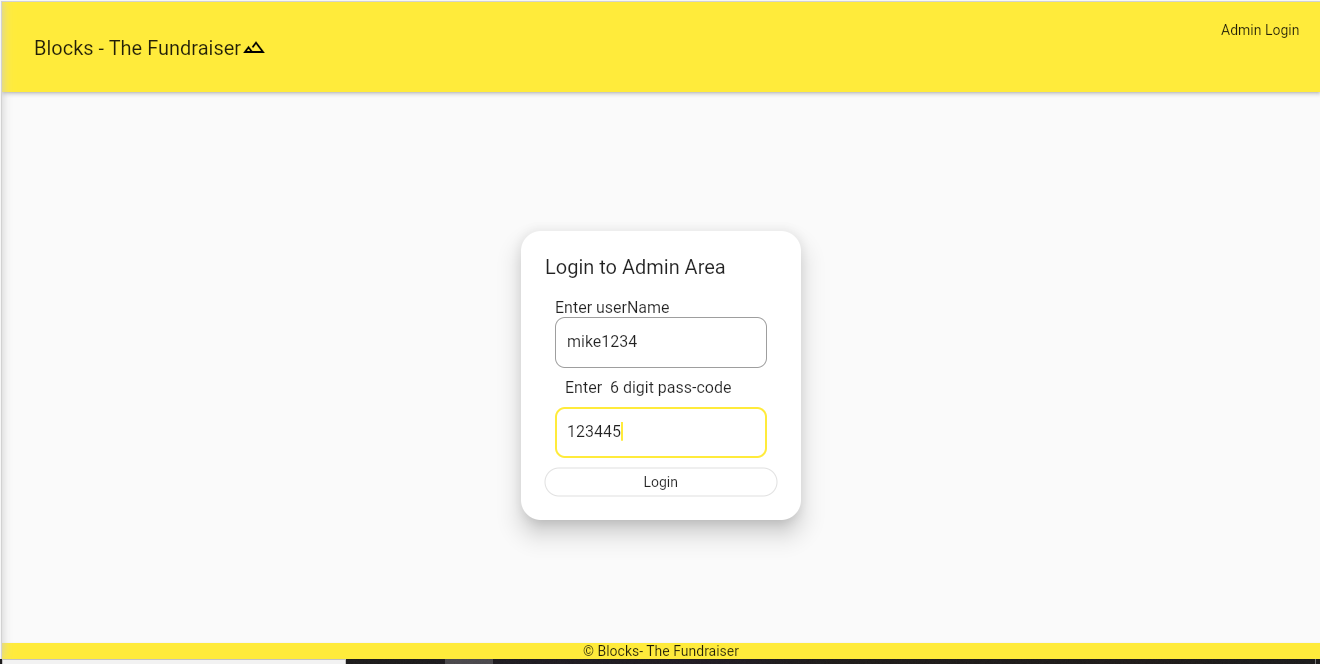 Blocks - The Fundraiser
Admin Login
Login to Admin Area
Enter userName
mike1234
Enter  6 digit pass-code
123445
Login
© Blocks- The Fundraiser